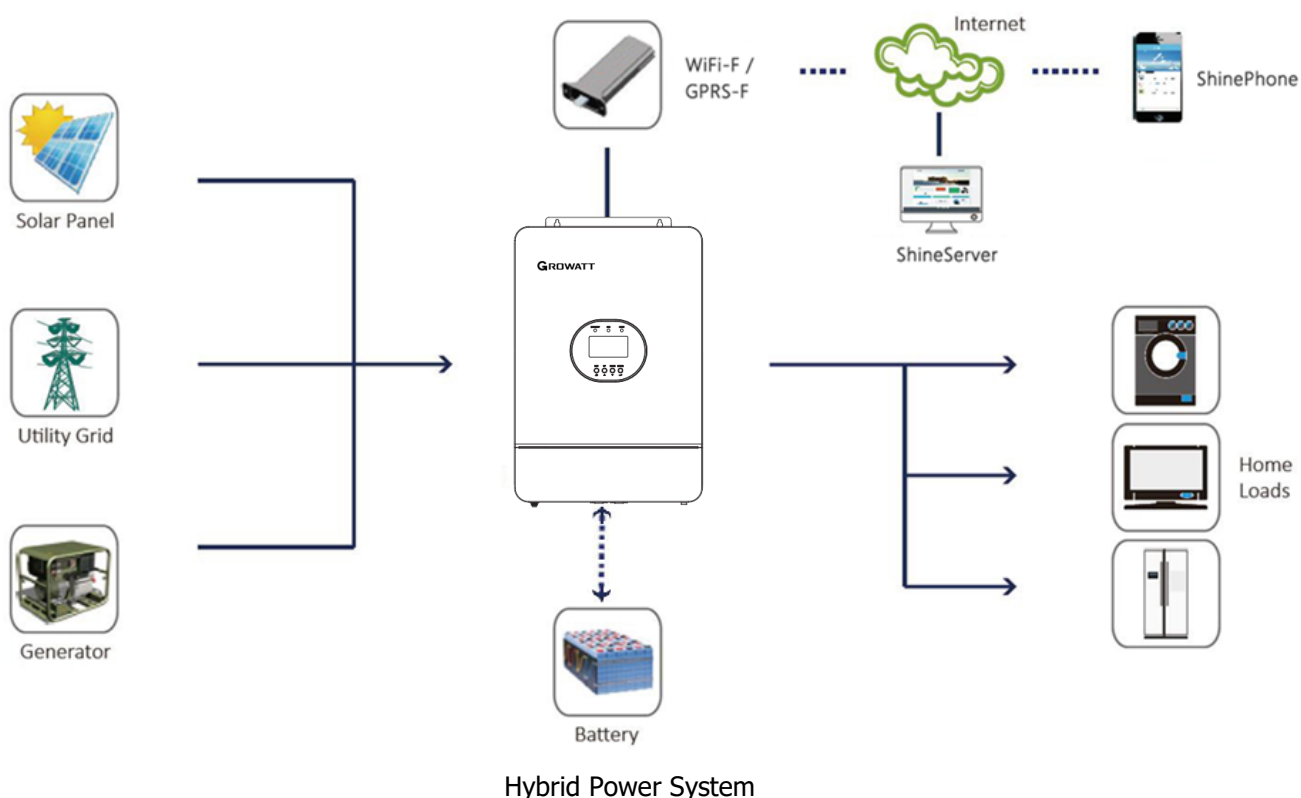 Internet
WiFi-F /
GPRS-F
ShinePhone
Solar Panel
ShineServer
GROWATT
Utility Grid
Home
Loads
Generator
Battery
Hybrid Power System